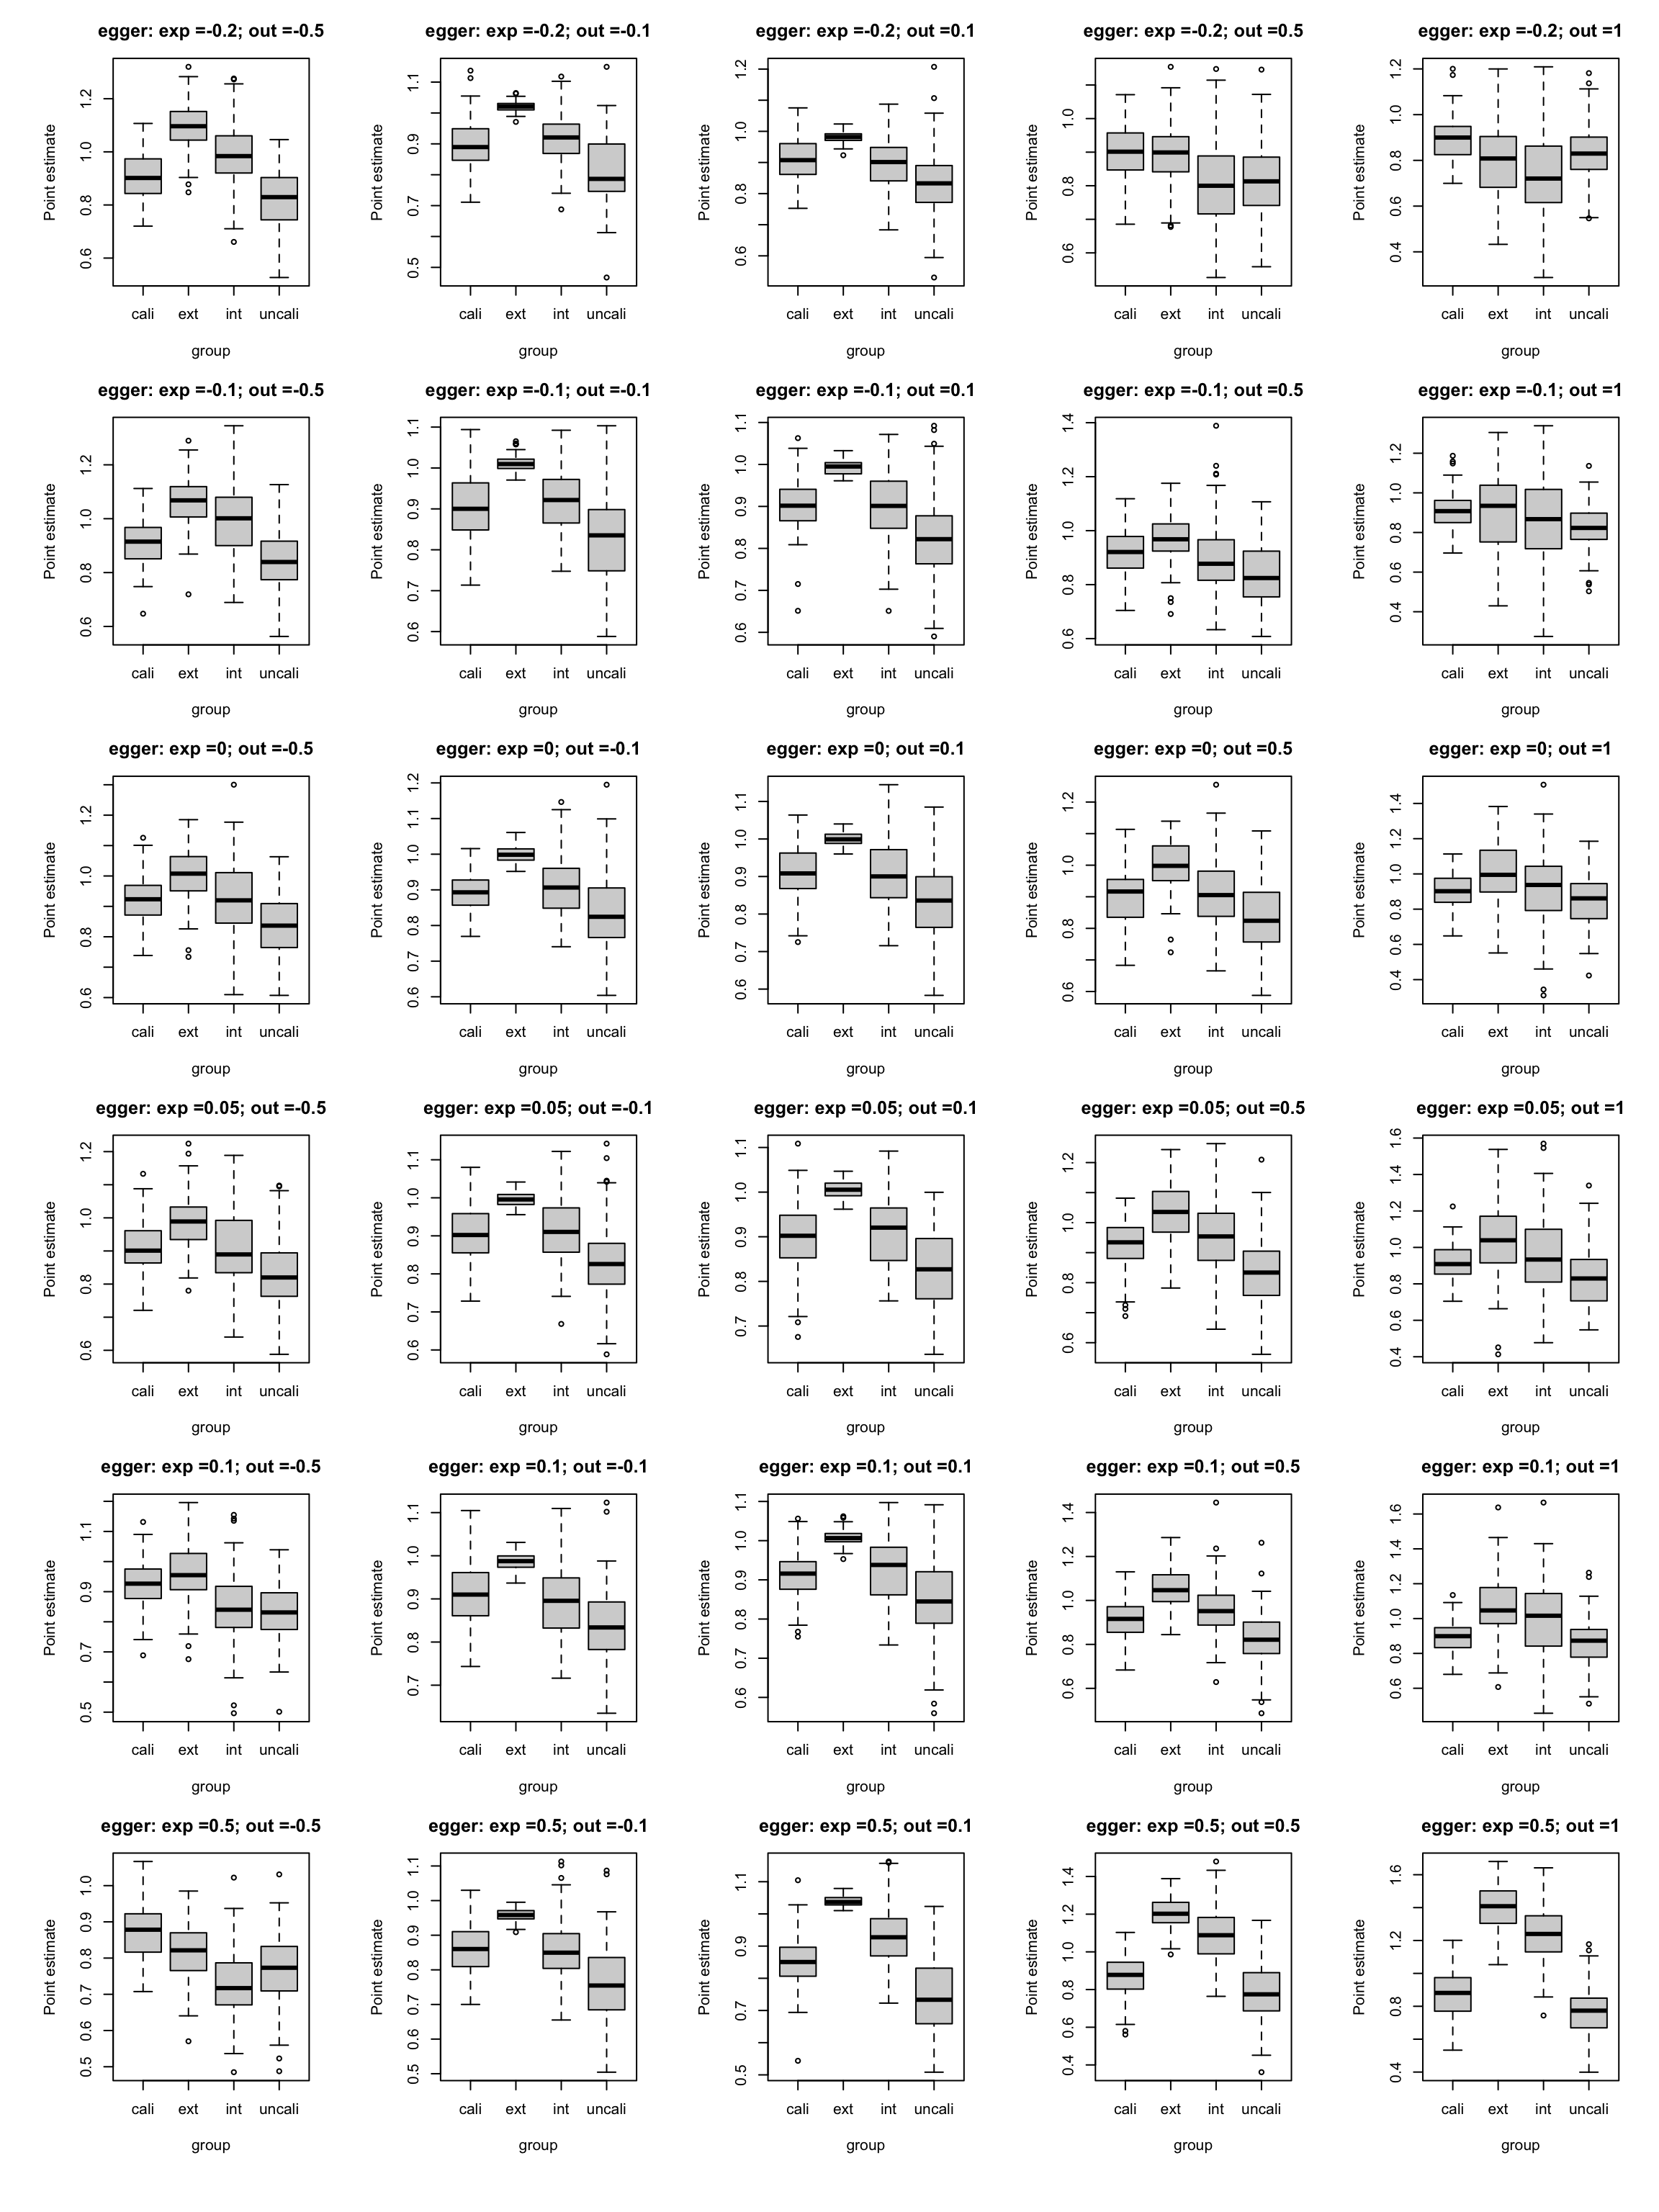 egger: exp =-0.2; out =-0.5
Point estimate
0.6 0.8 1.0 1.2
cali ext int uncali
group
egger: exp =-0.2; out =-0.1
Point estimate
0.5 0.7 0.9 1.1
cali ext int uncali
group
egger: exp =-0.2; out =0.1
Point estimate
0.6 0.8 1.0 1.2
cali ext int uncali
group
egger: exp =-0.2; out =0.5
Point estimate
0.6 0.8 1.0
cali ext int uncali
group
egger: exp =-0.2; out =1
Point estimate
0.4 0.6 0.8 1.0 1.2
cali ext int uncali
group
egger: exp =-0.1; out =-0.5
Point estimate
0.6 0.8 1.0 1.2
cali ext int uncali
group
egger: exp =-0.1; out =-0.1
Point estimate
0.6 0.7 0.8 0.9 1.0 1.1
cali ext int uncali
group
egger: exp =-0.1; out =0.1
Point estimate
0.6 0.7 0.8 0.9 1.0 1.1
cali ext int uncali
group
egger: exp =-0.1; out =0.5
Point estimate
0.6 0.8 1.0 1.2 1.4
cali ext int uncali
group
egger: exp =-0.1; out =1
Point estimate
0.4 0.6 0.8 1.0 1.2
cali ext int uncali
group
egger: exp =0; out =-0.5
Point estimate
0.6 0.8 1.0 1.2
cali ext int uncali
group
egger: exp =0; out =-0.1
Point estimate
0.6 0.7 0.8 0.9 1.0 1.1 1.2
cali ext int uncali
group
egger: exp =0; out =0.1
Point estimate
0.6 0.7 0.8 0.9 1.0 1.1
cali ext int uncali
group
egger: exp =0; out =0.5
Point estimate
0.6 0.8 1.0 1.2
cali ext int uncali
group
egger: exp =0; out =1
Point estimate
0.4 0.6 0.8 1.0 1.2 1.4
cali ext int uncali
group
egger: exp =0.05; out =-0.5
Point estimate
0.6 0.8 1.0 1.2
cali ext int uncali
group
egger: exp =0.05; out =-0.1
Point estimate
0.6 0.7 0.8 0.9 1.0 1.1
cali ext int uncali
group
egger: exp =0.05; out =0.1
Point estimate
0.7 0.8 0.9 1.0 1.1
cali ext int uncali
group
egger: exp =0.05; out =0.5
Point estimate
0.6 0.8 1.0 1.2
cali ext int uncali
group
egger: exp =0.05; out =1
Point estimate
0.4 0.6 0.8 1.0 1.2 1.4 1.6
cali ext int uncali
group
egger: exp =0.1; out =-0.5
Point estimate
0.5 0.7 0.9 1.1
cali ext int uncali
group
egger: exp =0.1; out =-0.1
Point estimate
0.7 0.8 0.9 1.0 1.1
cali ext int uncali
group
egger: exp =0.1; out =0.1
Point estimate
0.6 0.7 0.8 0.9 1.0 1.1
cali ext int uncali
group
egger: exp =0.1; out =0.5
Point estimate
0.6 0.8 1.0 1.2 1.4
cali ext int uncali
group
egger: exp =0.1; out =1
Point estimate
0.6 0.8 1.0 1.2 1.4 1.6
cali ext int uncali
group
egger: exp =0.5; out =-0.5
Point estimate
0.5 0.6 0.7 0.8 0.9 1.0
cali ext int uncali
group
egger: exp =0.5; out =-0.1
Point estimate
0.5 0.6 0.7 0.8 0.9 1.0 1.1
cali ext int uncali
group
egger: exp =0.5; out =0.1
Point estimate
0.5 0.7 0.9 1.1
cali ext int uncali
group
egger: exp =0.5; out =0.5
Point estimate
0.4 0.6 0.8 1.0 1.2 1.4
cali ext int uncali
group
egger: exp =0.5; out =1
Point estimate
0.4 0.8 1.2 1.6
cali ext int uncali
group